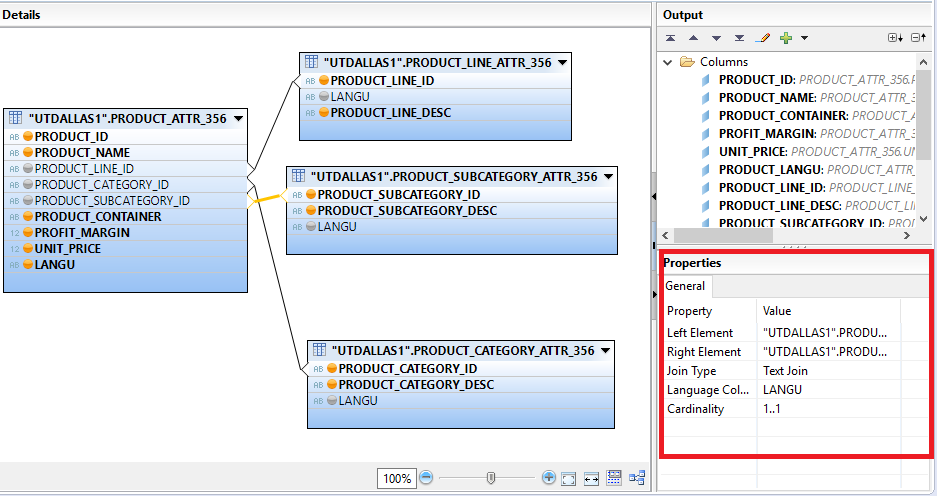 Details
"UTDALLAS1".PRODUCT_ATTR_356
AB PRODUCT_ID
AB PRODUCT_NAME
AB PRODUCT_LINE_ID
AB PRODUCT_CATEGORY_ID
AB PRODUCT_SUBCATEGORY_ID
AB PRODUCT_CONTAINER
12 PROFIT_MARGIN
12 UNIT_PRICE
AB LANGU
"UTDALLAS1".PRODUCT_LINE_ATTR_356
AB PRODUCT_LINE_ID
AB LANGU
AB PRODUCT_LINE_DESC
"UTDALLAS1".PRODUCT_SUBCATEGORY_ATTR_356
AB PRODUCT_SUBCATEGORY_ID
AB PRODUCT_SUBCATEGORY_DESC
AB LANGU
"UTDALLAS1".PRODUCT_CATEGORY_ATTR_356
AB PRODUCT_CATEGORY_ID
AB PRODUCT_CATEGORY_DESC
AB LANGU
100%
Output
Columns
PRODUCT_ID: PRODUCT_ATTR_356.P
PRODUCT_NAME: PRODUCT_ATTR_3
PRODUCT_CONTAINER: PRODUCT_A
PROFIT_MARGIN: PRODUCT_ATTR_3
UNIT_PRICE: PRODUCT_ATTR_356.UN
PRODUCT_LANGU: PRODUCT_ATTR_3
PRODUCT_LINE_ID: PRODUCT_LINE_
PRODUCT_LINE_DESC: PRODUCT_LIN
PRODUCT_SUBCATEGORY_ID: PROD
Properties
General
Property Value
Left Element "UTDALLAS1".PRODU...
Right Element "UTDALLAS1".PRODU...
Join Type Text Join
Language Col... LANGU
Cardinality 1..1